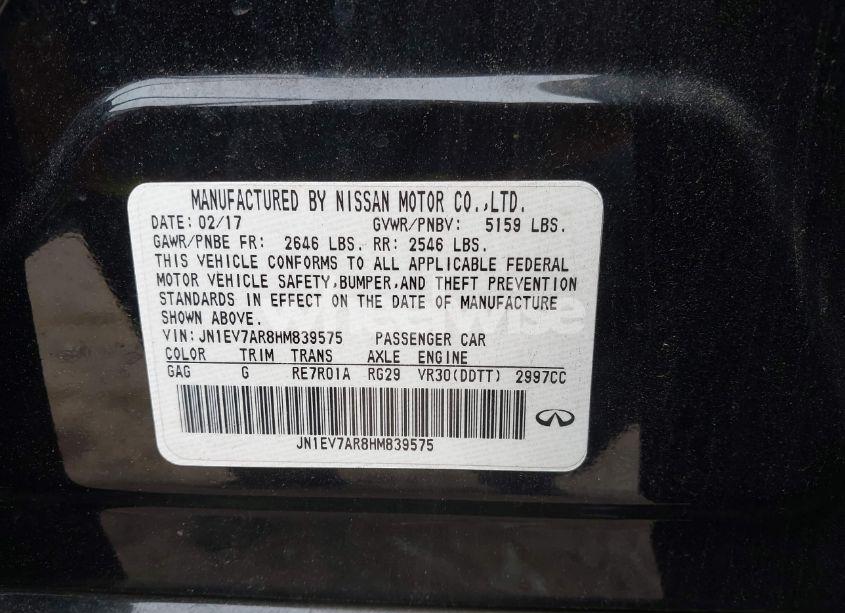 MANUFACTURED BY NISSAN MOTOR CO.,LTD.
DATE: 02/17 GVWR/PNBV: 5159 LBS.
GAWR/PNBE FR: 2646 LBS. RR: 2546 LBS.
THIS VEHICLE CONFORMS TO ALL APPLICABLE FEDERAL
MOTOR VEHICLE SAFETY,BUMPER,AND THEFT PREVENTION
STANDARDS IN EFFECT ON THE DATE OF MANUFACTURE
SHOWN ABOVE.
VIN:JN1EV7AR8HM839575 PASSENGER CAR
COLOR TRIM TRANS AXLE ENGINE
GAG G RE7R01A RG29 VR30(DDTT) 2997CC
JN1EV7AR8HM839575